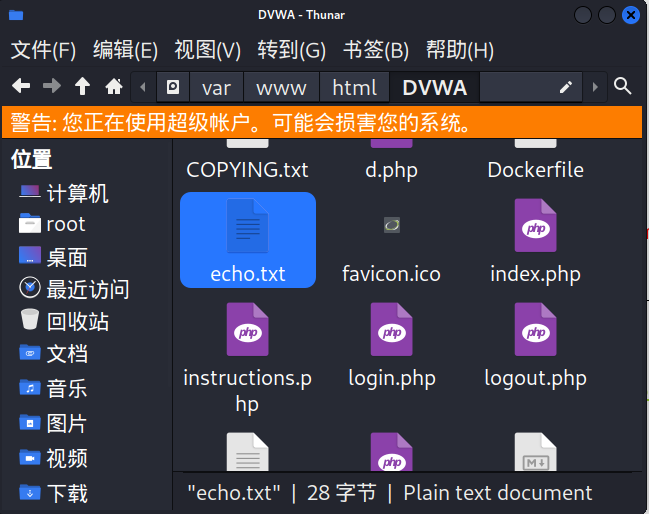 DVWA - Thunar
文件(F) 编辑(E) 视图(V) 转到(G) 书签(B) 帮助(H)
var www html DVWA
警告: 您正在使用超级帐户。可能会损害您的系统。
位置
计算机
root
桌面
最近访问
回收站
文档
音乐
图片
视频
下载
COPYING.txt d.php Dockerfile
echo.txt favicon.ico index.php
php
instructions.p
hp
login.php logout.php
php php php
php M
"echo.txt" | 28 字节 | Plain text document